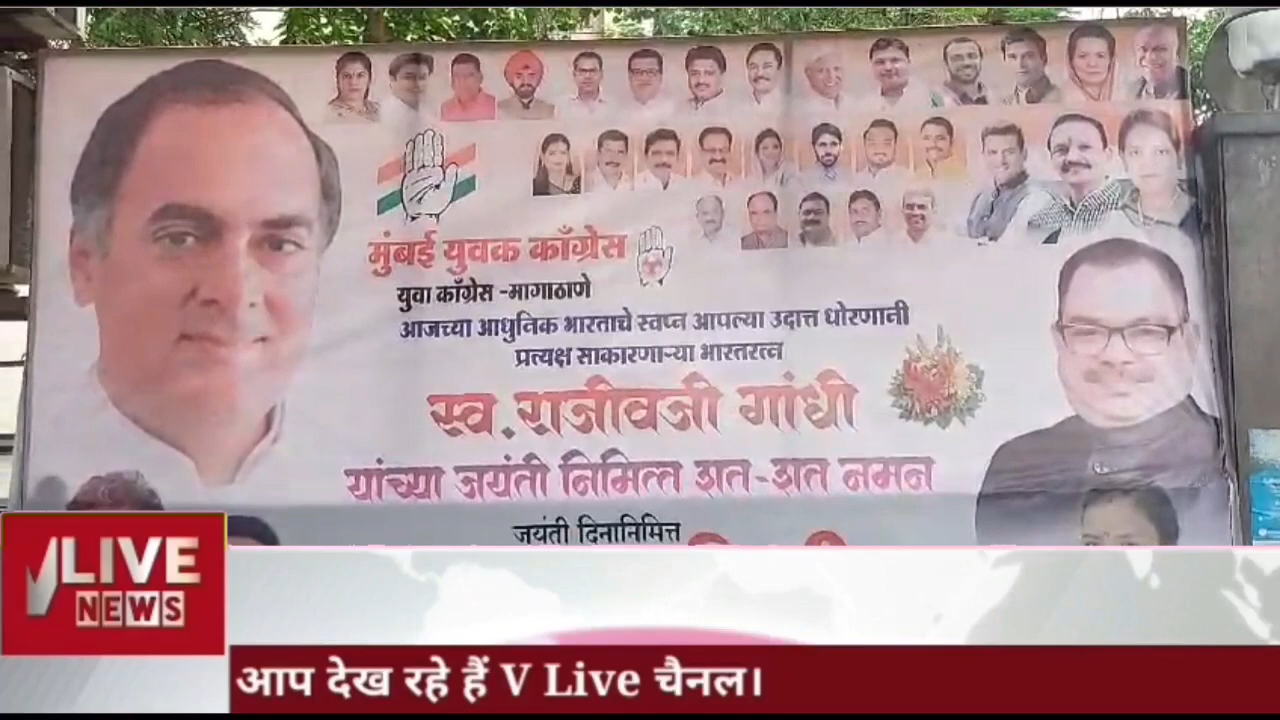 मुंबई युवक काँग्रेस
युवा काँग्रेस -मागाठाणे
आजच्या आधुनिक भारताचे स्वप्न आपल्या उदात्त धोरणानी
प्रत्यक्ष साकारणाऱ्या भारतरत्न
स्व.राजीवजी गांधी
यांच्या जयंती निमित्त शत-शत नमन
जयंती दिनानिमित्त
VLIVE
NEWS
आप देख रहे हैं V Live चैनल।